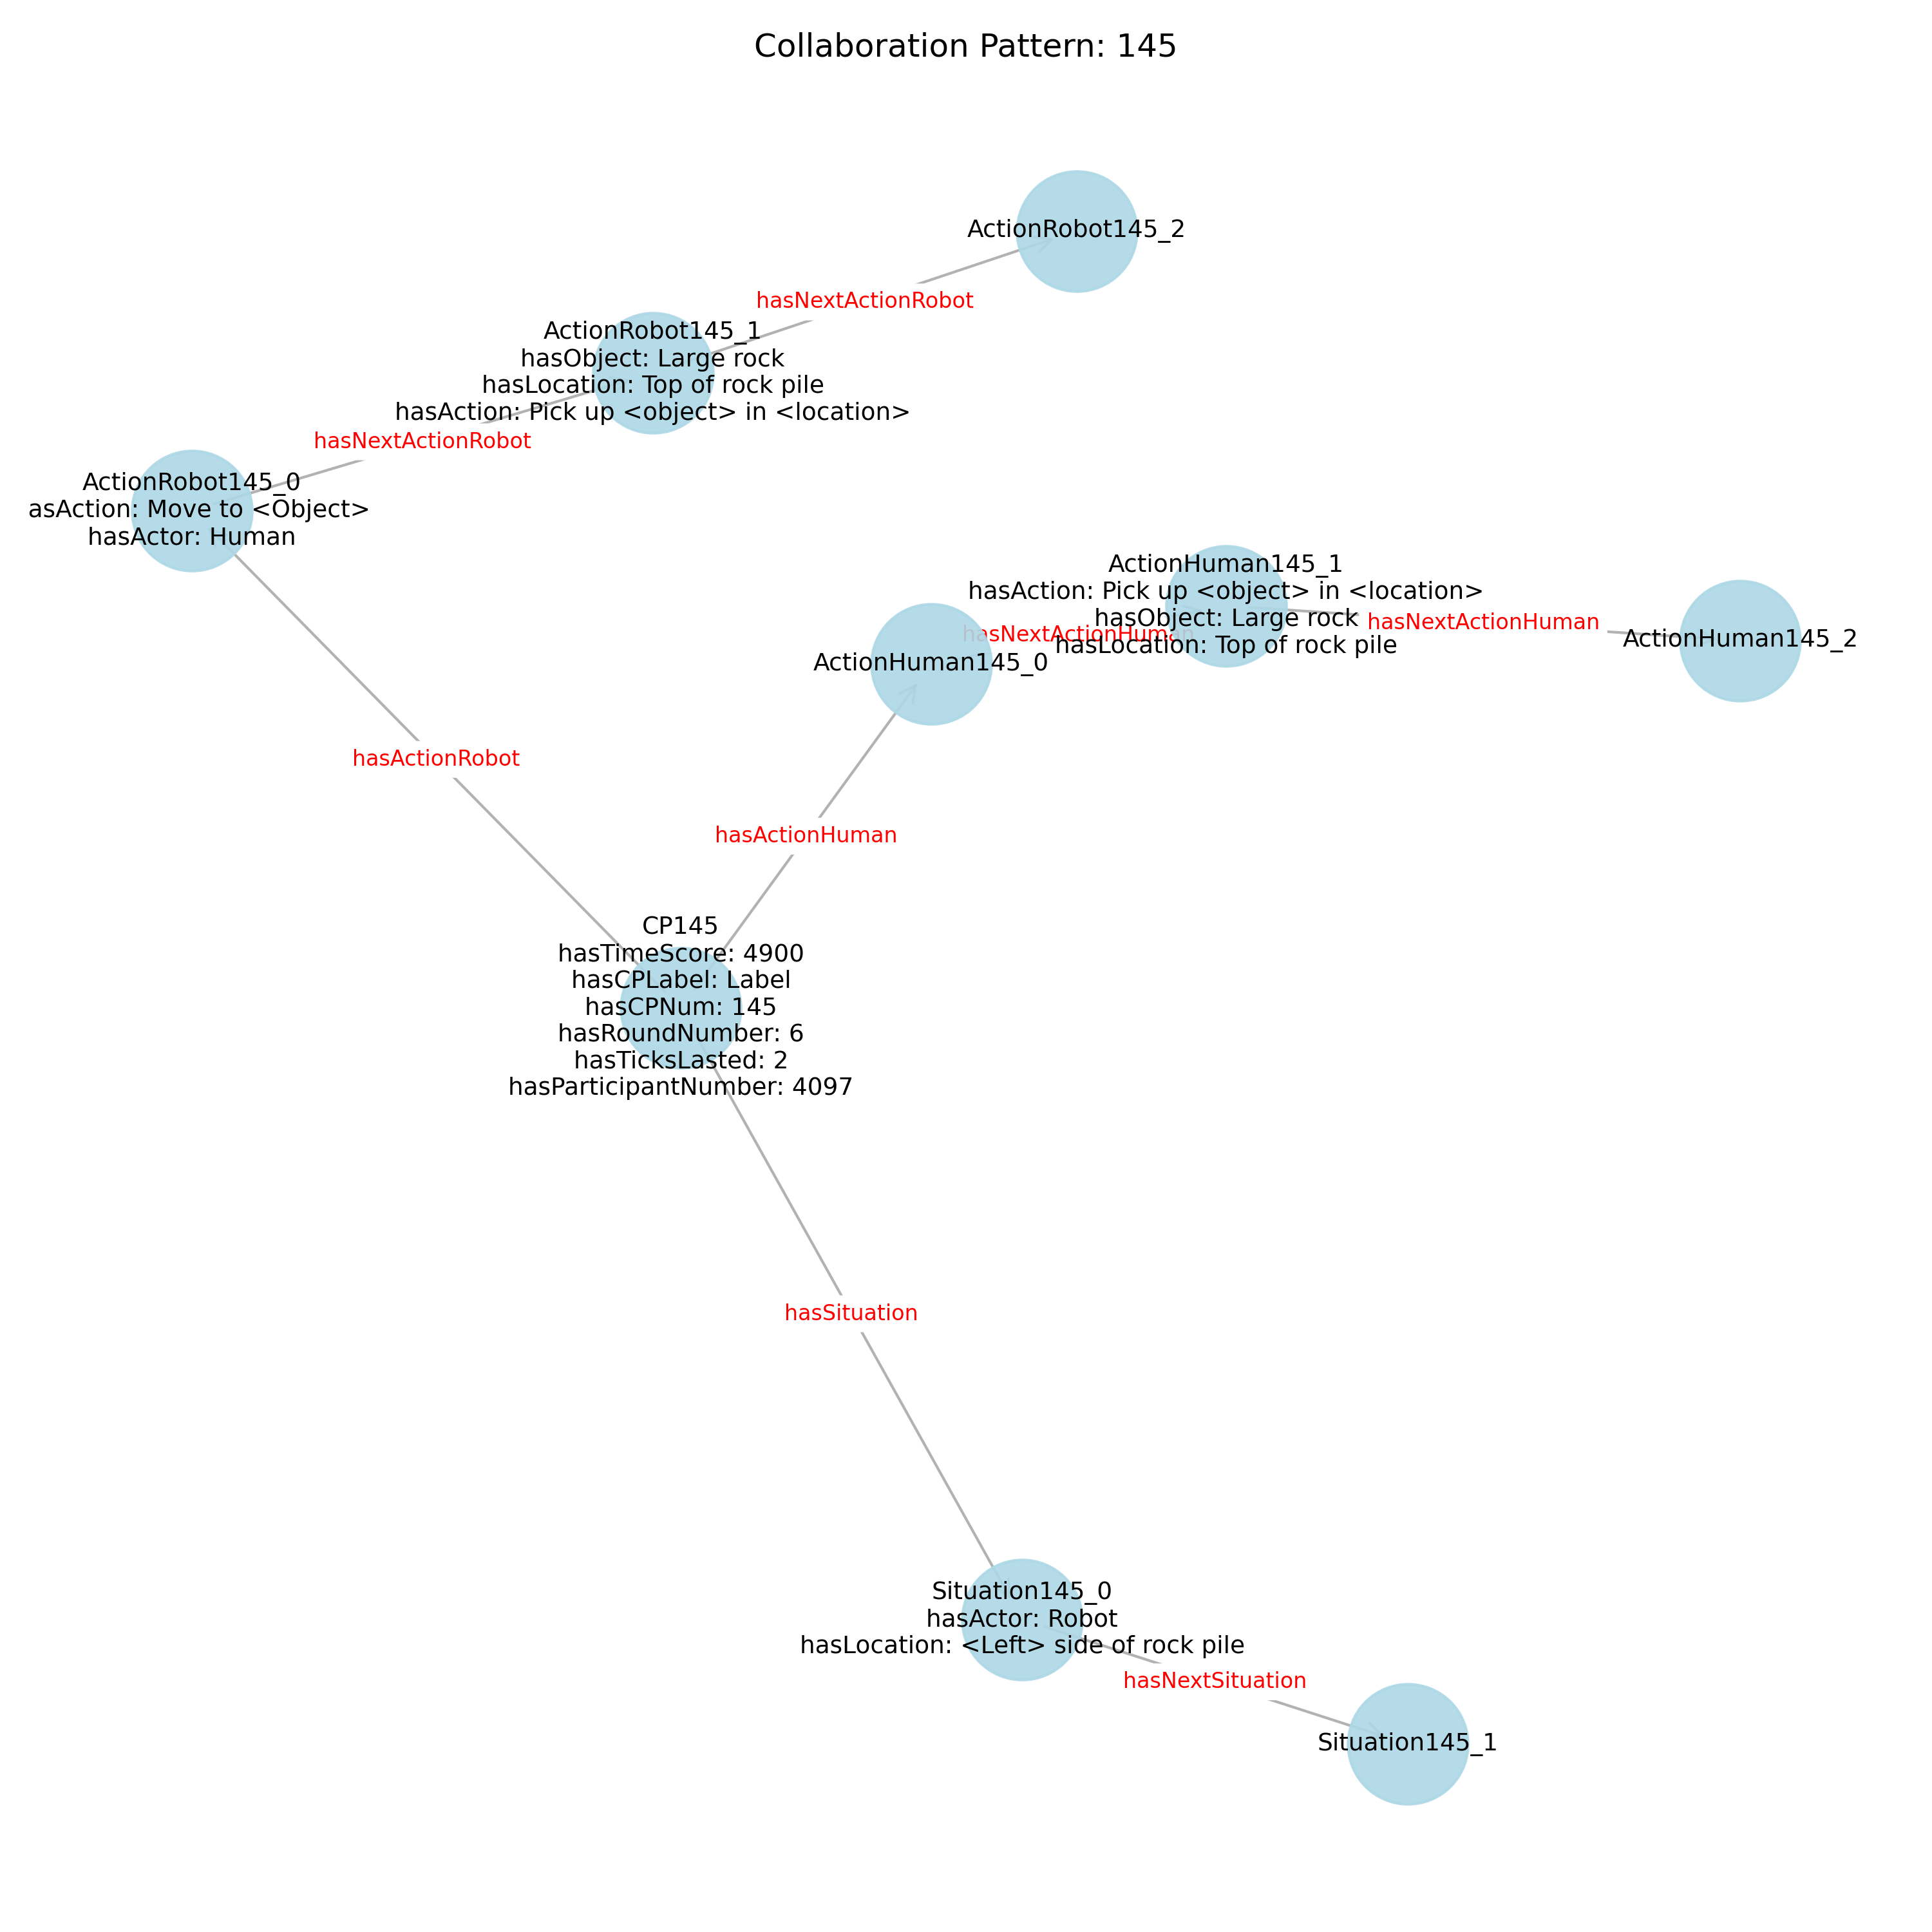 Collaboration Pattern: 145
ActionRobot145_2
hasNextActionRobot
ActionRobot145_1
hasObject: Large rock
hasLocation: Top of rock pile
hasAction: Pick up <object> in <location>
hasNextActionRobot
ActionRobot145_0
asAction: Move to <Object>
hasActor: Human
ActionHuman145_1
hasAction: Pick up <object> in <location>
hasObject: Large rock
hasLocation: Top of rock pile
hasNextActionHuman
hasNextActionHuman
ActionHuman145_2
ActionHuman145_0
hasActionRobot
hasActionHuman
CP145
hasTimeScore: 4900
hasCPLabel: Label
hasCPNum: 145
hasRoundNumber: 6
hasTicksLasted: 2
hasParticipantNumber: 4097
hasSituation
Situation145_0
hasActor: Robot
hasLocation: <Left> side of rock pile
hasNextSituation
Situation145_1